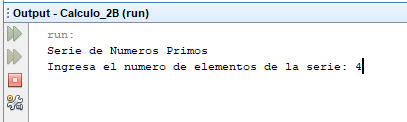 Output - Calculo_2B (run)
run:
Serie de Numeros Primos
Ingresa el numero de elementos de la serie: 4